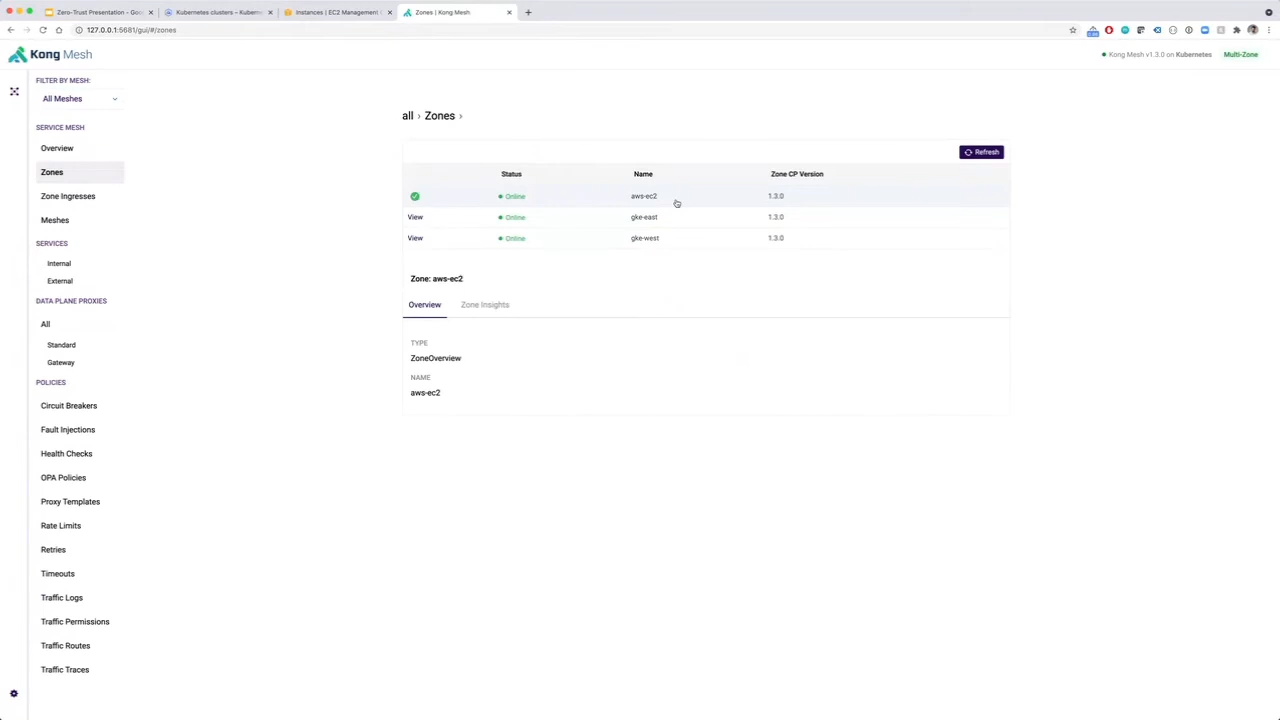 Zero-Trust Presentation - Goo
Kubernetes clusters – Kuberne
Instances | EC2 Management
Zones | Kong Mesh
127.0.0.1:5681/gui/#/zones
Kong Mesh
Kong Mesh v1.3.0 on Kubernetes
Multi-Zone
FILTER BY MESH:
All Meshes
SERVICE MESH
Overview
Zones
Zone Ingresses
Meshes
SERVICES
Internal
External
DATA PLANE PROXIES
All
Standard
Gateway
POLICIES
Circuit Breakers
Fault Injections
Health Checks
OPA Policies
Proxy Templates
Rate Limits
Retries
Timeouts
Traffic Logs
Traffic Permissions
Traffic Routes
Traffic Traces
all › Zones ›
Refresh
Status Name Zone CP Version
Online aws-ec2 1.3.0
View Online gke-east 1.3.0
View Online gke-west 1.3.0
Zone: aws-ec2
Overview Zone Insights
TYPE
ZoneOverview
NAME
aws-ec2